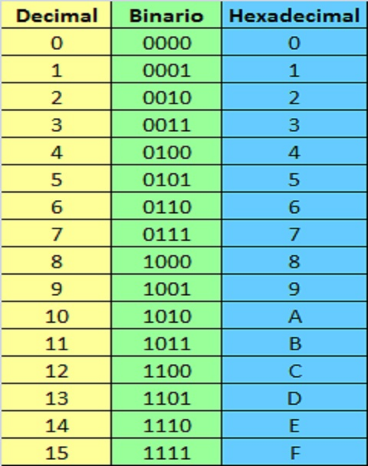 Decimal Binario Hexadecimal
0 0000 0
1 0001 1
2 0010 2
3 0011 3
4 0100 4
5 0101 5
6 0110 6
7 0111 7
8 1000 8
9 1001 9
10 1010 A
11 1011 B
12 1100 C
13 1101 D
14 1110 E
15 1111 F